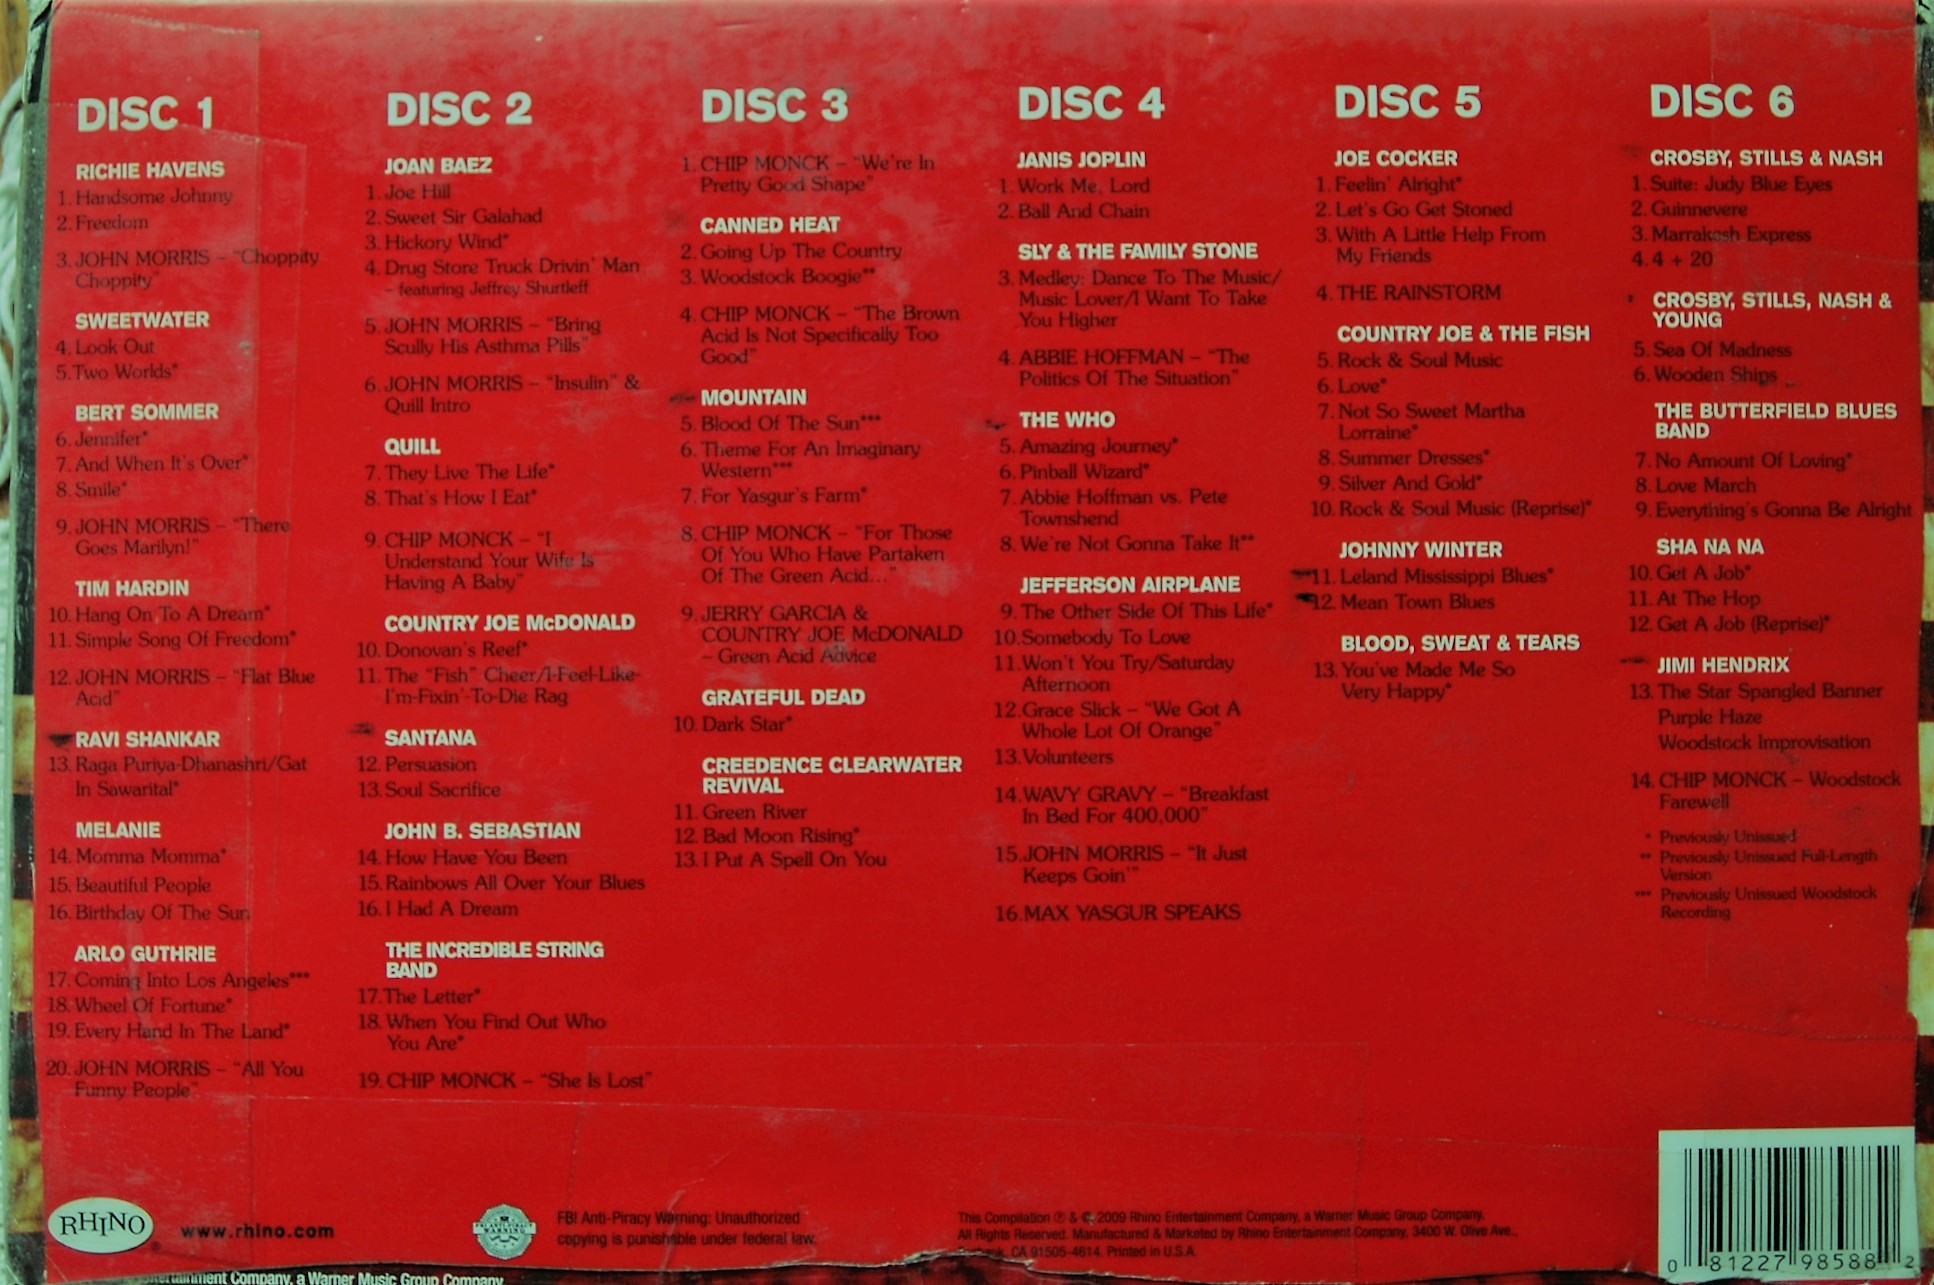 DISC 1
RICHIE HAVENS
1. Handsome Johnny
2. Freedom
3. JOHN MORRIS – "Choppity
Choppity"
SWEETWATER
4. Look Out
5. Two Worlds*
BERT SOMMER
6. Jennifer*
7. And When It's Over*
8. Smile*
9. JOHN MORRIS – "There
Goes Marilyn!"
TIM HARDIN
10. Hang On To A Dream*
11. Simple Song Of Freedom*
12. JOHN MORRIS – "Flat Blue
Acid"
RAVI SHANKAR
13. Raga Puriya-Dhanashri/Gat
In Sawarital*
MELANIE
14. Momma Momma*
15. Beautiful People
16. Birthday Of The Sun
ARLO GUTHRIE
17. Coming Into Los Angeles***
18. Wheel Of Fortune*
19. Every Hand In The Land*
20. JOHN MORRIS – "All You
Funny People"
DISC 2
JOAN BAEZ
1. Joe Hill
2. Sweet Sir Galahad
3. Hickory Wind*
4. Drug Store Truck Drivin' Man
– featuring Jeffrey Shurtleff
5. JOHN MORRIS – "Bring
Scully His Asthma Pills"
6. JOHN MORRIS – "Insulin" &
Quill Intro
QUILL
7. They Live The Life*
8. That's How I Eat*
9. CHIP MONCK – "I
Understand Your Wife Is
Having A Baby"
COUNTRY JOE McDONALD
10. Donovan's Reef*
11. The "Fish" Cheer/I-Feel-Like-
I'm-Fixin'-To-Die Rag
SANTANA
12. Persuasion
13. Soul Sacrifice
JOHN B. SEBASTIAN
14. How Have You Been
15. Rainbows All Over Your Blues
16. I Had A Dream
THE INCREDIBLE STRING
BAND
17. The Letter*
18. When You Find Out Who
You Are*
19. CHIP MONCK – "She Is Lost"
DISC 3
1. CHIP MONCK – "We're In
Pretty Good Shape"
CANNED HEAT
2. Going Up The Country
3. Woodstock Boogie**
4. CHIP MONCK – "The Brown
Acid Is Not Specifically Too
Good"
MOUNTAIN
5. Blood Of The Sun***
6. Theme For An Imaginary
Western***
7. For Yasgur's Farm*
8. CHIP MONCK – "For Those
Of You Who Have Partaken
Of The Green Acid..."
9. JERRY GARCIA &
COUNTRY JOE McDONALD
– Green Acid Advice
GRATEFUL DEAD
10. Dark Star*
CREEDENCE CLEARWATER
REVIVAL
11. Green River
12. Bad Moon Rising*
13. I Put A Spell On You
DISC 4
JANIS JOPLIN
1. Work Me, Lord
2. Ball And Chain
SLY & THE FAMILY STONE
3. Medley: Dance To The Music/
Music Lover/I Want To Take
You Higher
4. ABBIE HOFFMAN – "The
Politics Of The Situation"
THE WHO
5. Amazing Journey*
6. Pinball Wizard*
7. Abbie Hoffman vs. Pete
Townshend
8. We're Not Gonna Take It**
JEFFERSON AIRPLANE
9. The Other Side Of This Life*
10. Somebody To Love
11. Won't You Try/Saturday
Afternoon
12. Grace Slick – "We Got A
Whole Lot Of Orange"
13. Volunteers
14. WAVY GRAVY – "Breakfast
In Bed For 400,000"
15. JOHN MORRIS – "It Just
Keeps Goin'"
16. MAX YASGUR SPEAKS
DISC 5
JOE COCKER
1. Feelin' Alright*
2. Let's Go Get Stoned
3. With A Little Help From
My Friends
4. THE RAINSTORM
COUNTRY JOE & THE FISH
5. Rock & Soul Music
6. Love*
7. Not So Sweet Martha
Lorraine*
8. Summer Dresses*
9. Silver And Gold*
10. Rock & Soul Music (Reprise)*
JOHNNY WINTER
11. Leland Mississippi Blues*
12. Mean Town Blues
BLOOD, SWEAT & TEARS
13. You've Made Me So
Very Happy*
DISC 6
CROSBY, STILLS & NASH
1. Suite: Judy Blue Eyes
2. Guinnevere
3. Marrakesh Express
4. 4 + 20
CROSBY, STILLS, NASH &
YOUNG
5. Sea Of Madness
6. Wooden Ships
THE BUTTERFIELD BLUES
BAND
7. No Amount Of Loving*
8. Love March
9. Everything's Gonna Be Alright
SHA NA NA
10. Get A Job*
11. At The Hop
12. Get A Job (Reprise)*
JIMI HENDRIX
13. The Star Spangled Banner
Purple Haze
Woodstock Improvisation
14. CHIP MONCK – Woodstock
Farewell
* Previously Unissued
** Previously Unissued Full-Length
Version
*** Previously Unissued Woodstock
Recording
RHINO
www.rhino.com
FBI ANTI-PIRACY
WARNING
FBI Anti-Piracy Warning: Unauthorized
copying is punishable under federal law.
This Compilation ℗ & © 2009 Rhino Entertainment Company, a Warner Music Group Company.
All Rights Reserved. Manufactured & Marketed by Rhino Entertainment Company, 3400 W. Olive Ave.,
CA 91505-4614. Printed in U.S.A.
0 81227 98588 2
Company, a Warner Music Group Company